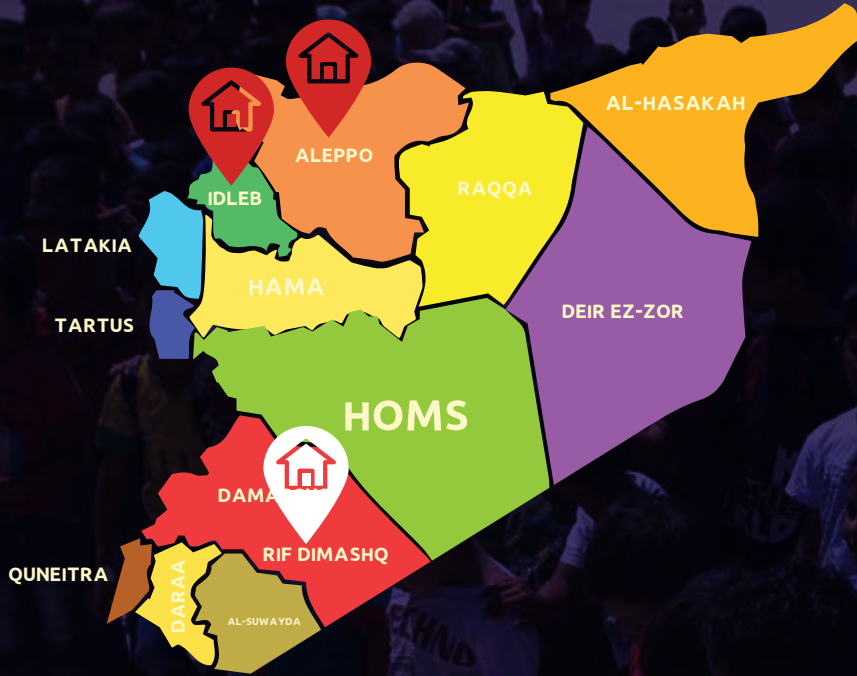 AL-HASAKAH
ALEPPO
RAQQA
IDLEB
LATAKIA
HAMA
DEIR EZ-ZOR
TARTUS
HOMS
DAMA
RIF DIMASHQ
QUNEITRA
DARAA
AL-SUWAYDA